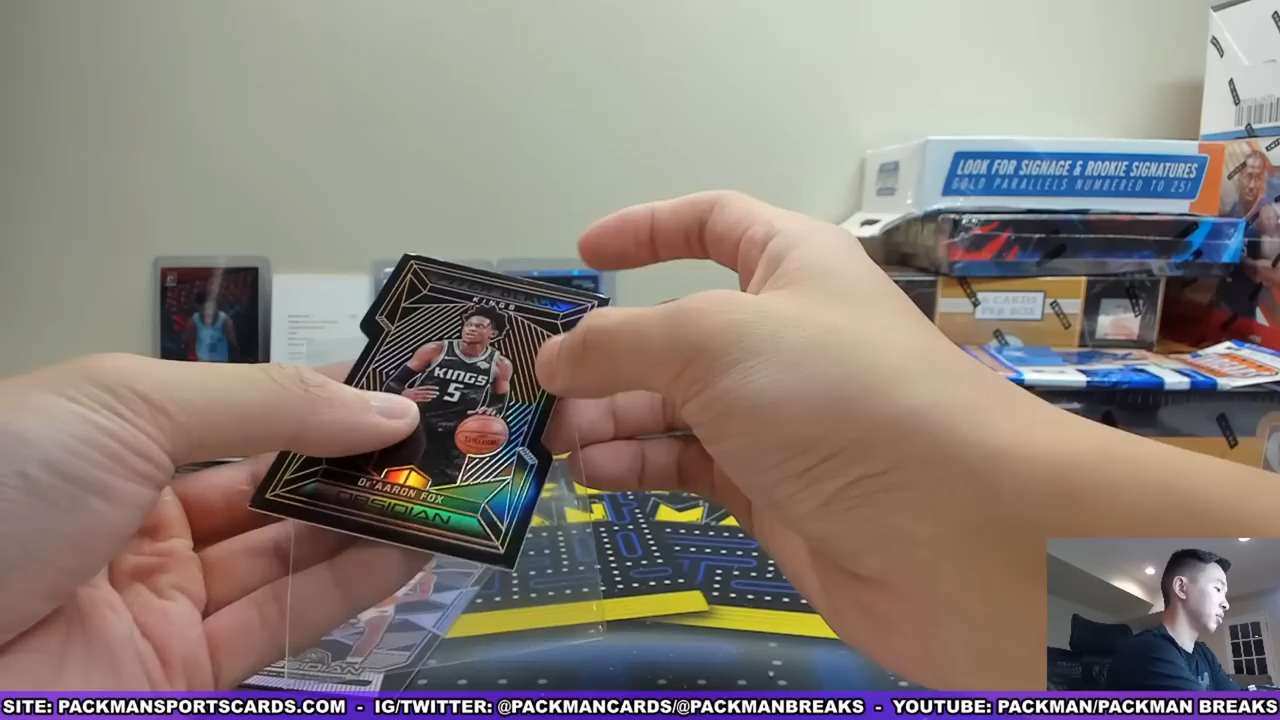 LOOK FOR SIGNAGE & ROOKIE SIGNATURES
GOLD PARALLELS NUMBERED TO 25!
CARDS
PER BOX
KINGS
KINGS
5
SPALDING
De'AARON FOX
OBSIDIAN
SITE: PACKMANSPORTSCARDS.COM - IG/TWITTER: @PACKMANCARDS/@PACKMANBREAKS - YOUTUBE: PACKMAN/PACKMAN BREAKS